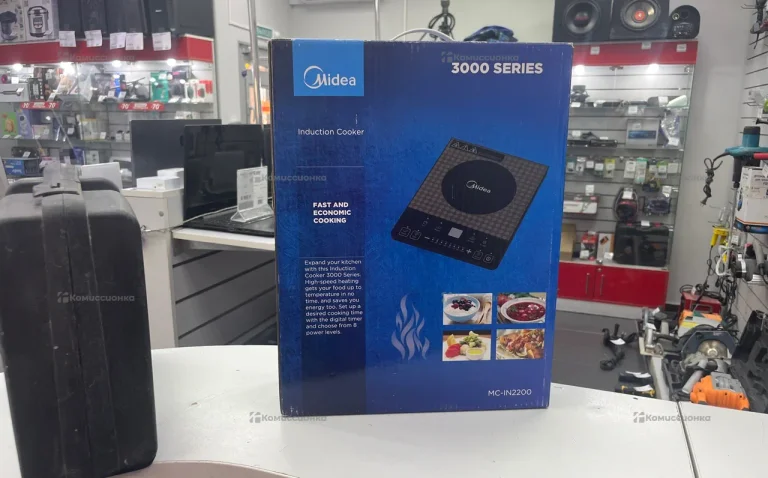 Midea
Комиссионка
3000 SERIES
Induction Cooker
Комиссионка
Midea
FAST AND
ECONOMIC
COOKING
Expand your kitchen
with this Induction
Cooker 3000 Series.
High-speed heating
gets your food up to
temperature in no
time, and saves you
energy too. Set up a
desired cooking time
with the digital timer
and choose from 8
power levels.
Комиссионка
Комиссионка
MC-IN2200
Комиссионка
Комиссионка